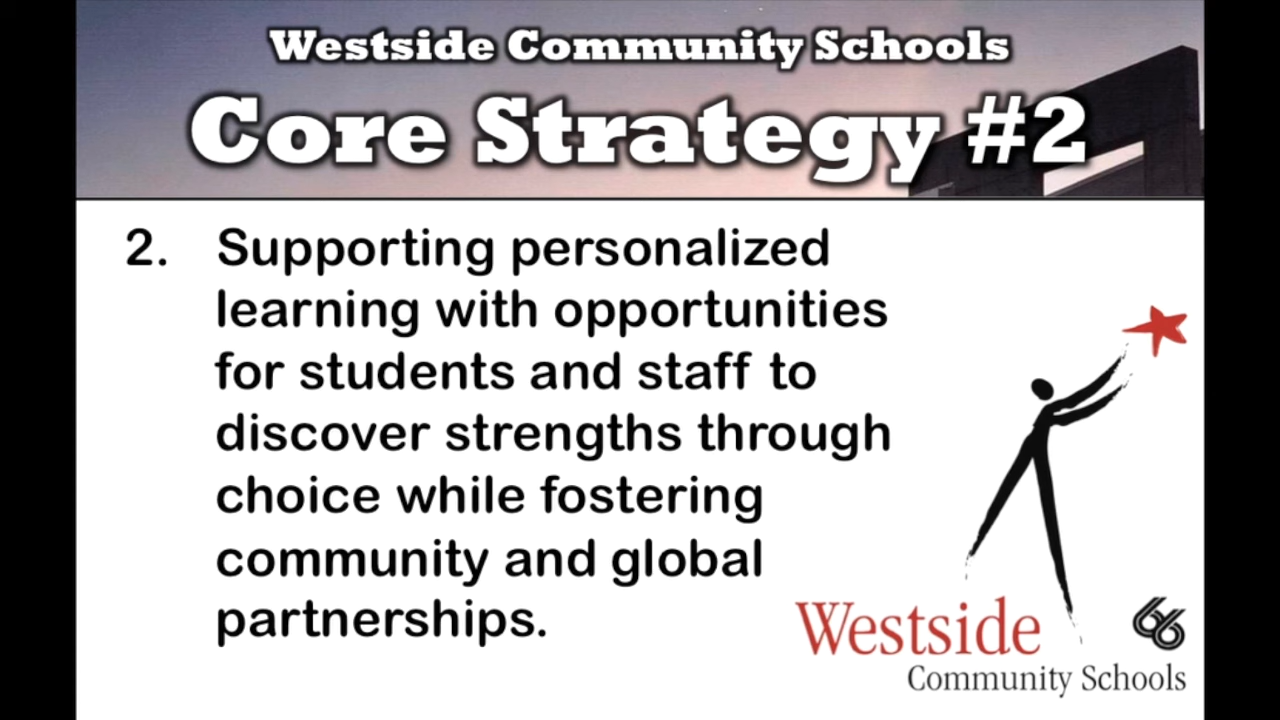 Westside Community Schools
Core Strategy #2
2. Supporting personalized
learning with opportunities
for students and staff to
discover strengths through
choice while fostering
community and global
partnerships.
Westside 66
Community Schools